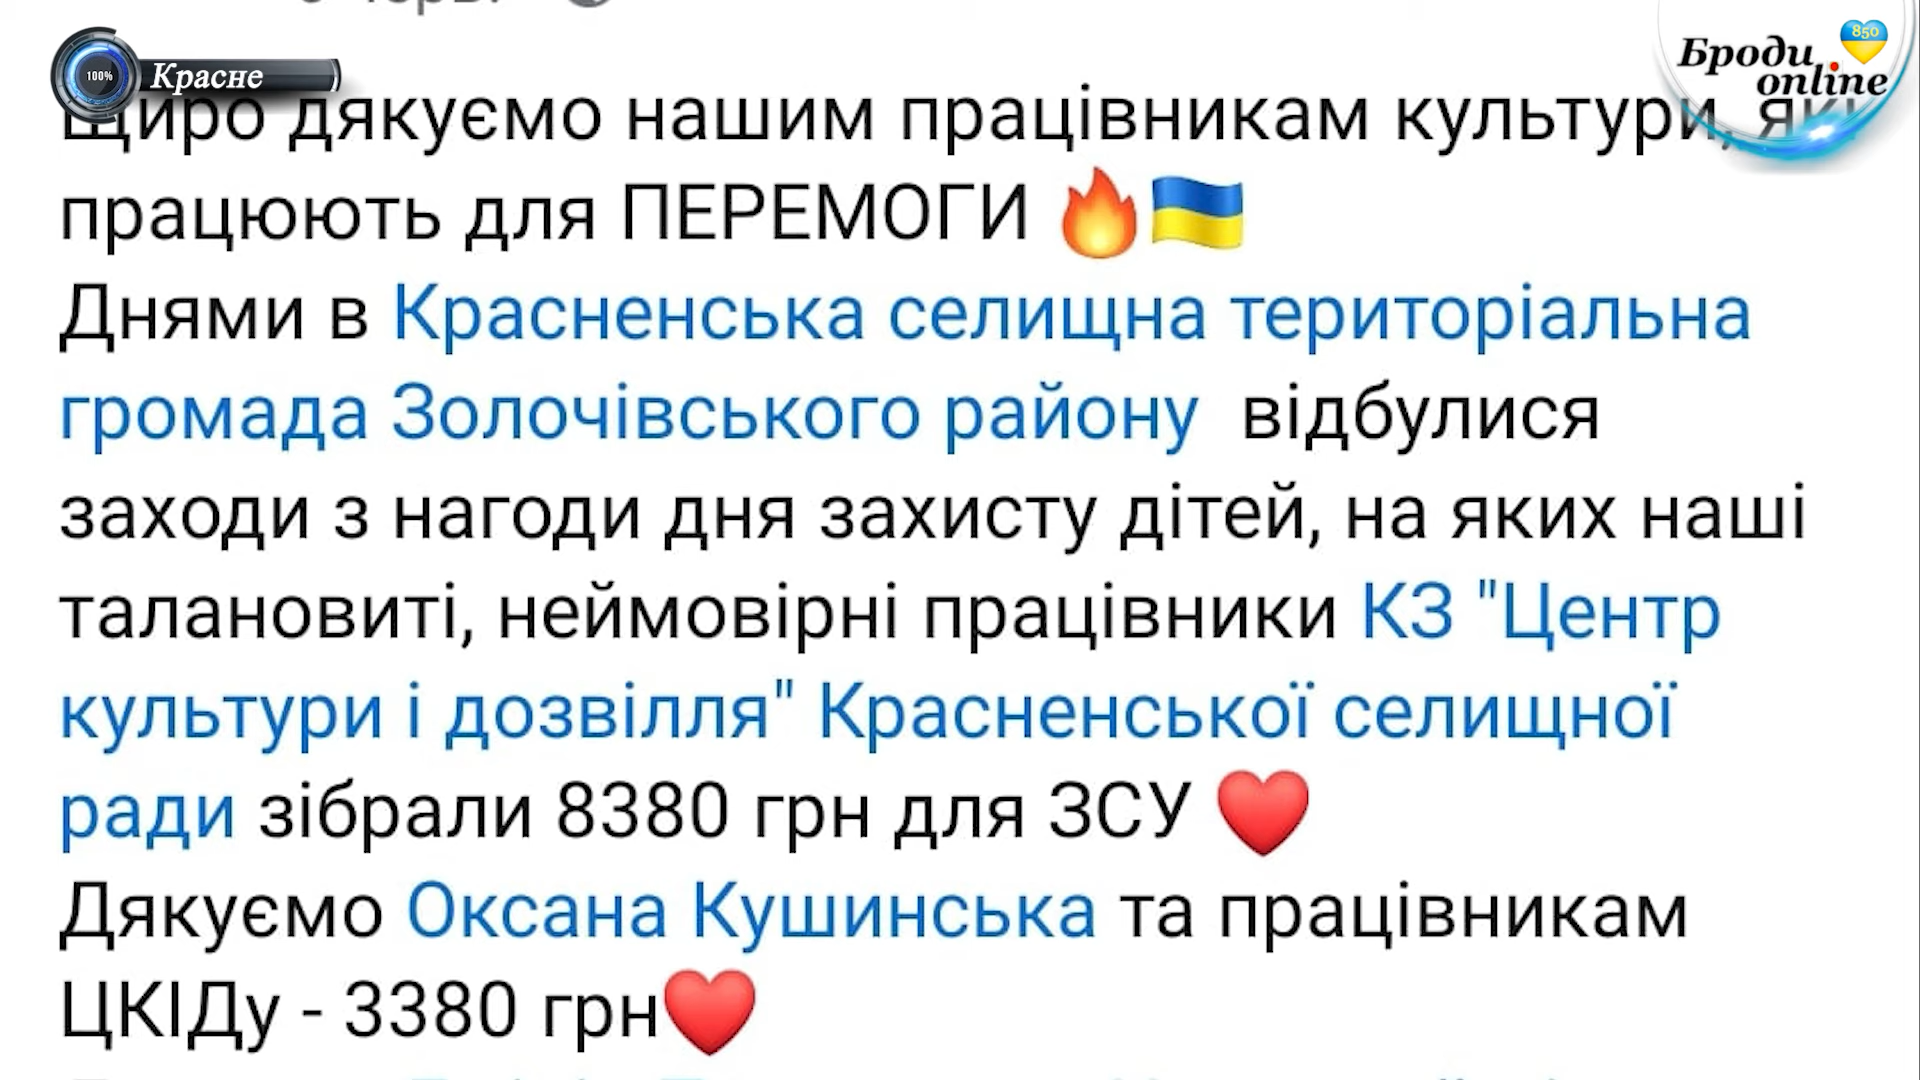 100%
Красне
Броди
850
online
Щиро дякуємо нашим працівникам культури, які
працюють для ПЕРЕМОГИ 🔥🇺🇦
Днями в Красненська селищна територіальна
громада Золочівського району відбулися
заходи з нагоди дня захисту дітей, на яких наші
талановиті, неймовірні працівники КЗ "Центр
культури і дозвілля" Красненської селищної
ради зібрали 8380 грн для ЗСУ ❤️
Дякуємо Оксана Кушинська та працівникам
ЦКІДу - 3380 грн❤️